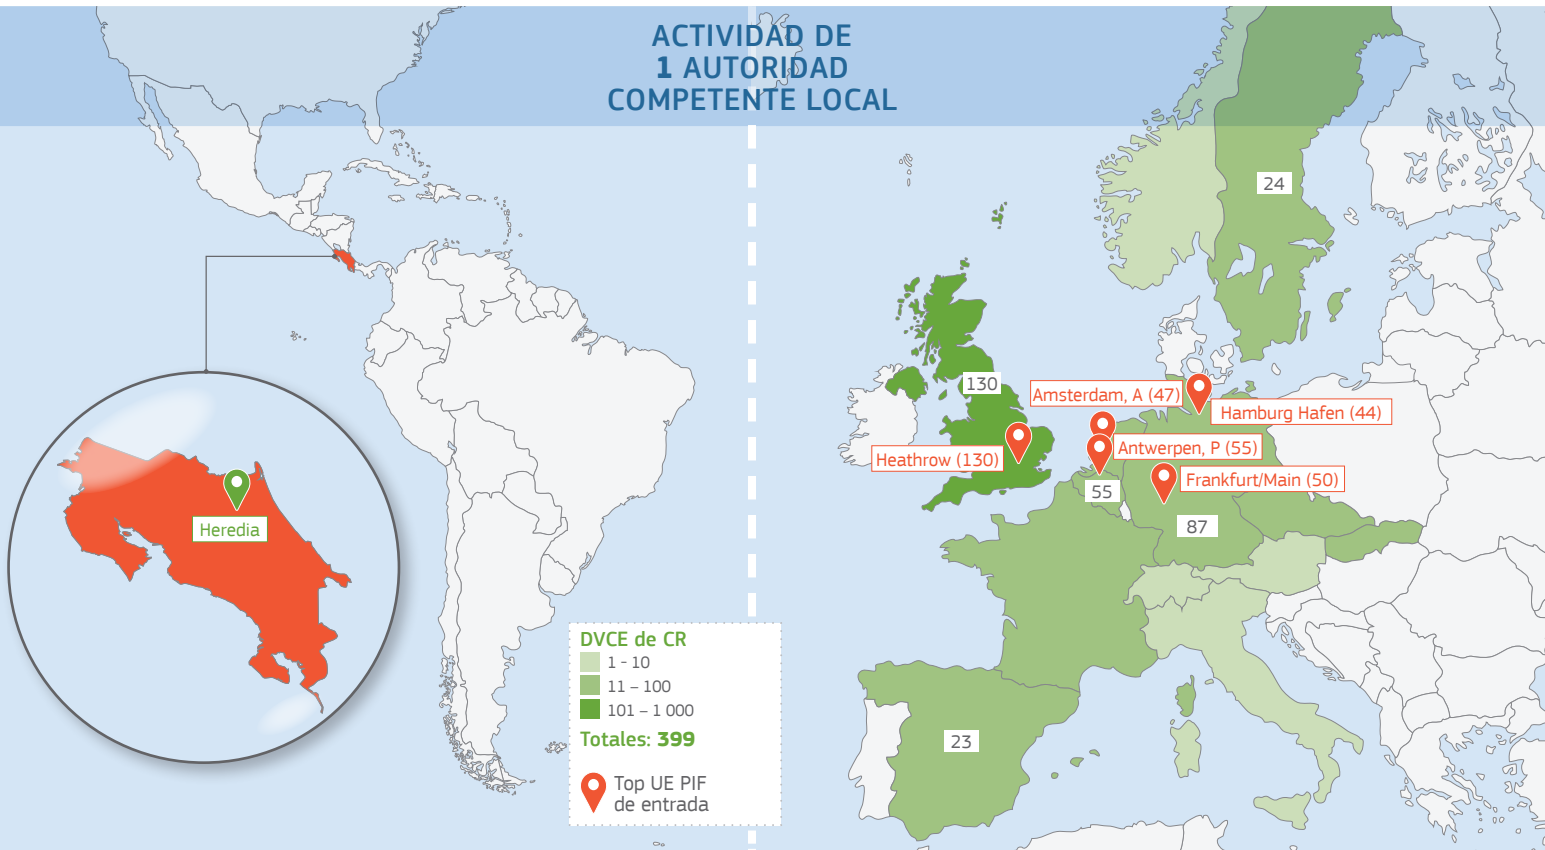 ACTIVIDAD DE
1 AUTORIDAD
COMPETENTE LOCAL
24
130
Amsterdam, A (47)
Hamburg Hafen (44)
Heathrow (130)
Antwerpen, P (55)
Frankfurt/Main (50)
55
87
23
Heredia
DVCE de CR
1 - 10
11 – 100
101 – 1 000
Totales: 399
Top UE PIF
de entrada